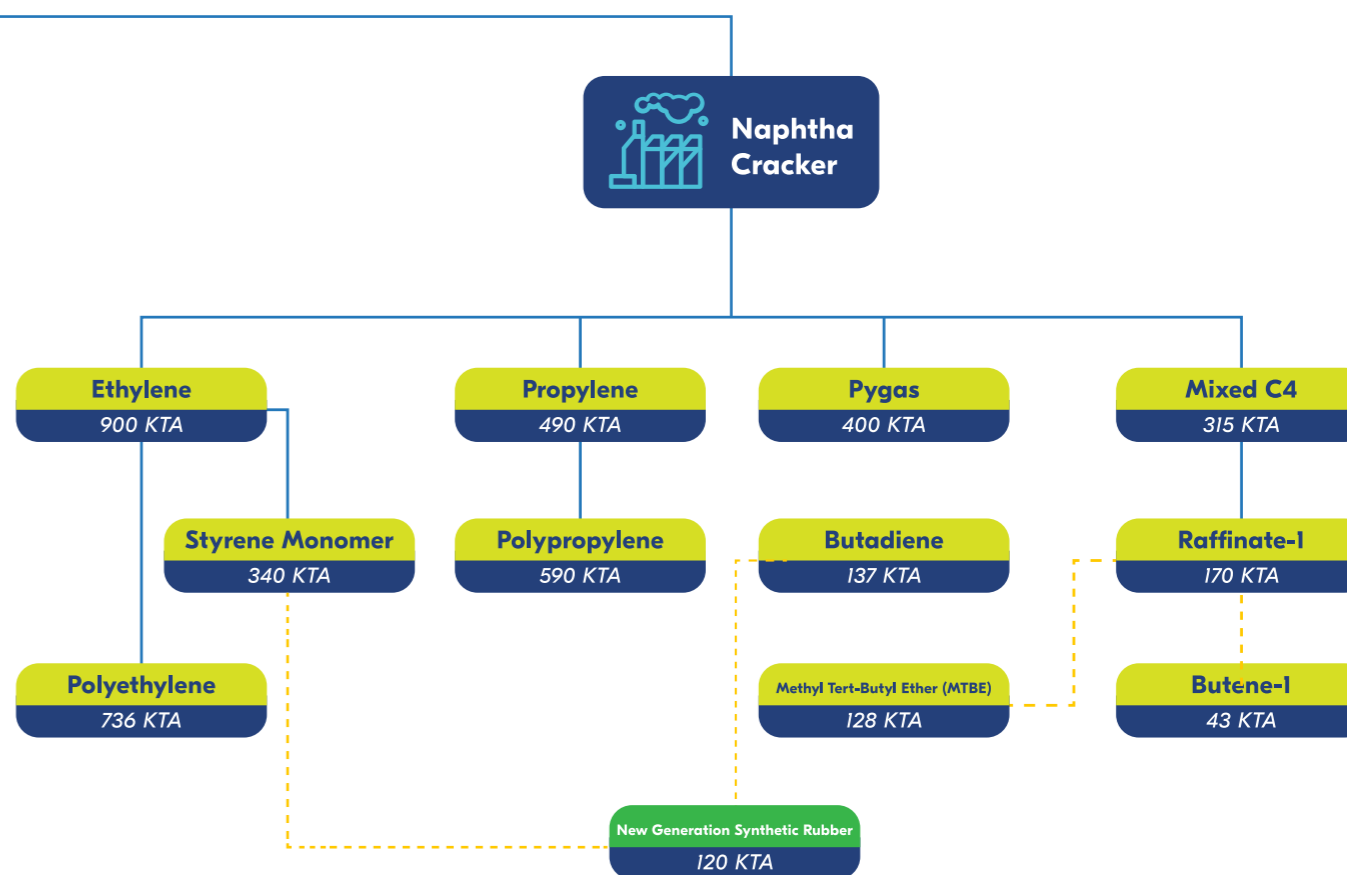 Naphtha
Cracker
Ethylene
900 KTA
Propylene
490 KTA
Pygas
400 KTA
Mixed C4
315 KTA
Styrene Monomer
340 KTA
Polypropylene
590 KTA
Butadiene
137 KTA
Raffinate-1
170 KTA
Polyethylene
736 KTA
Methyl Tert-Butyl Ether (MTBE)
128 KTA
Butene-1
43 KTA
New Generation Synthetic Rubber
120 KTA